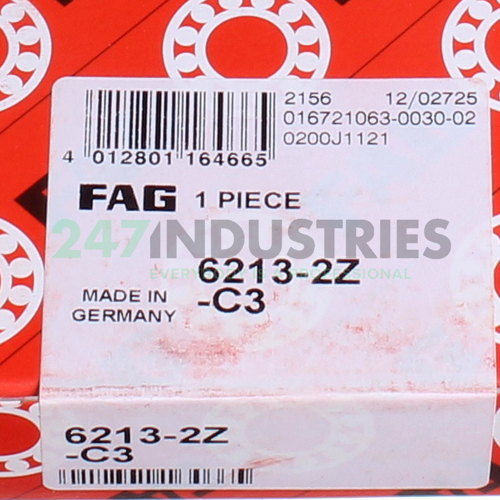 2156 12/02725
016721063-0030-02
0200J1121
4 012801 164665
FAG 1 PIECE
247INDUSTRIES
6213-2Z
-C3
MADE IN
GERMANY
6213-2Z
-C3